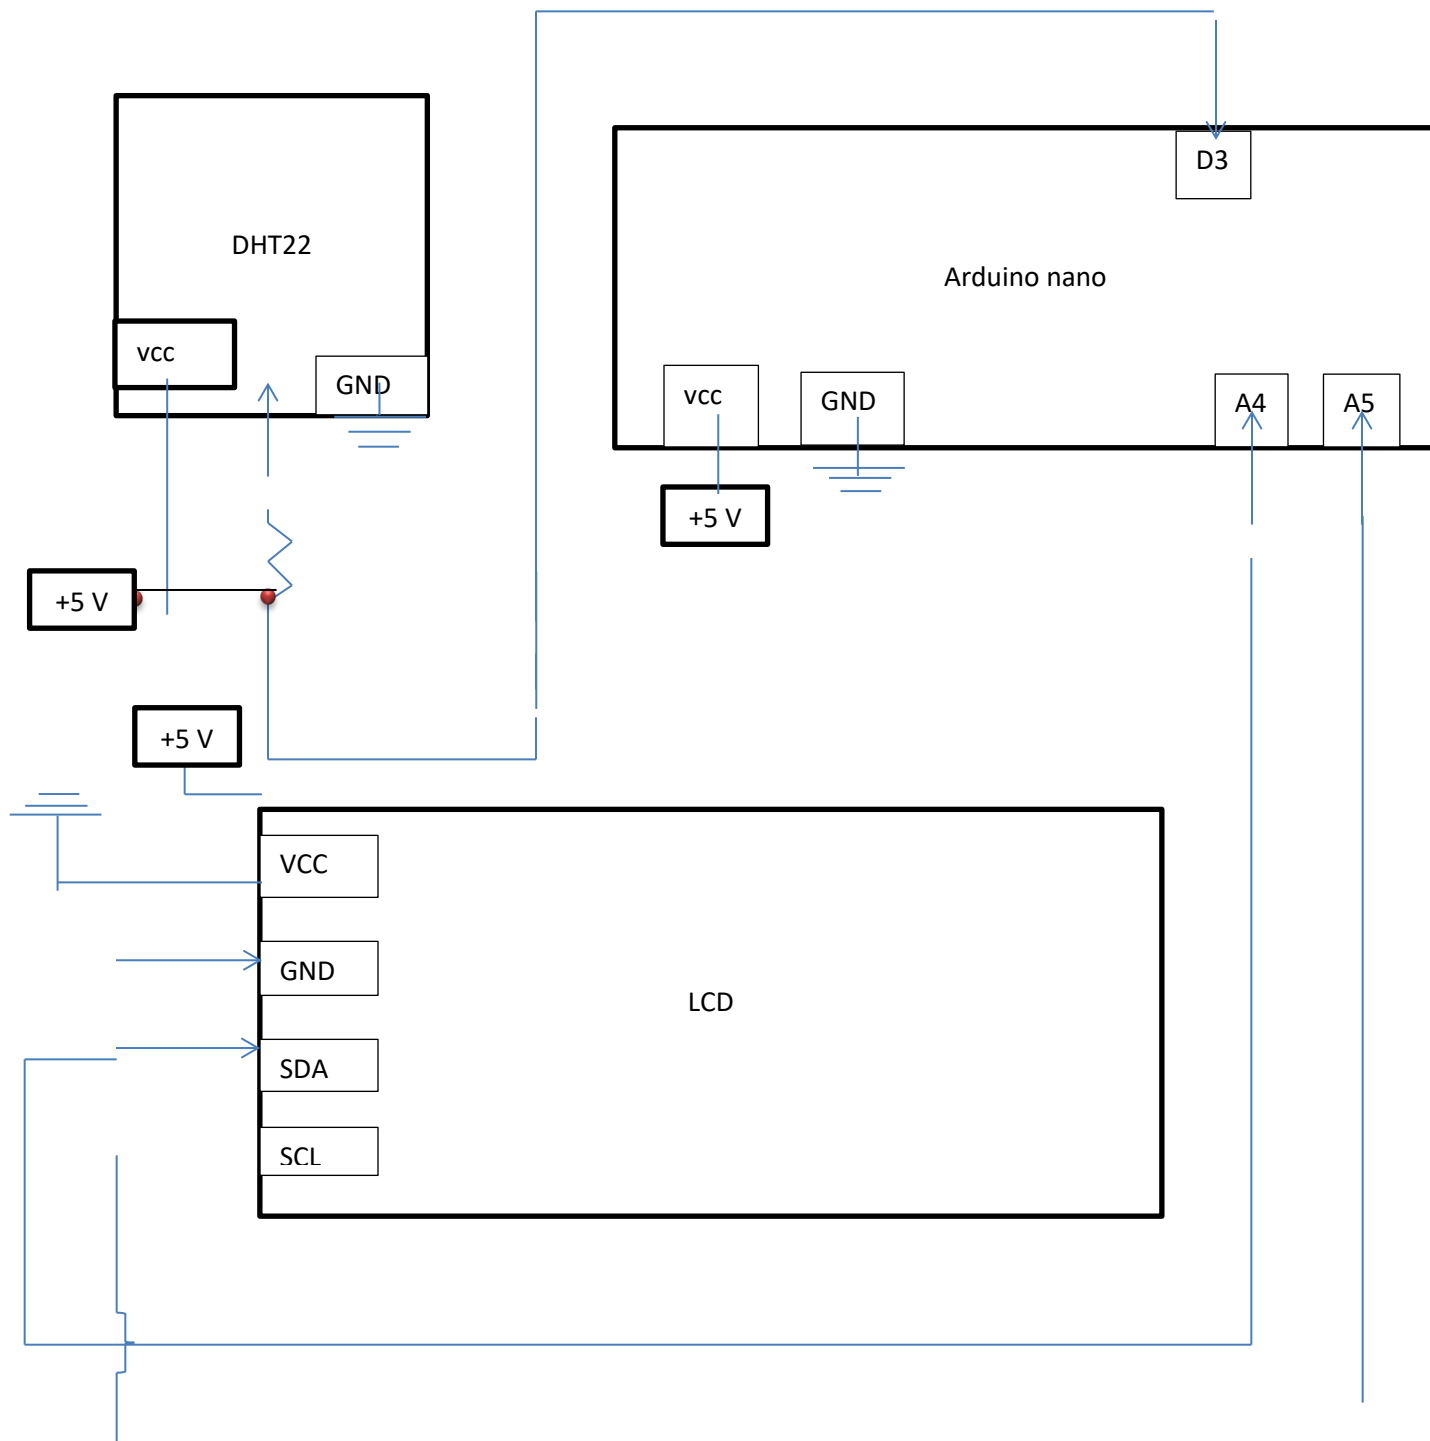 D3
DHT22
Arduino nano
vcc
GND
vcc
GND
A4
A5
+5 V
+5 V
+5 V
VCC
GND
LCD
SDA
SCL